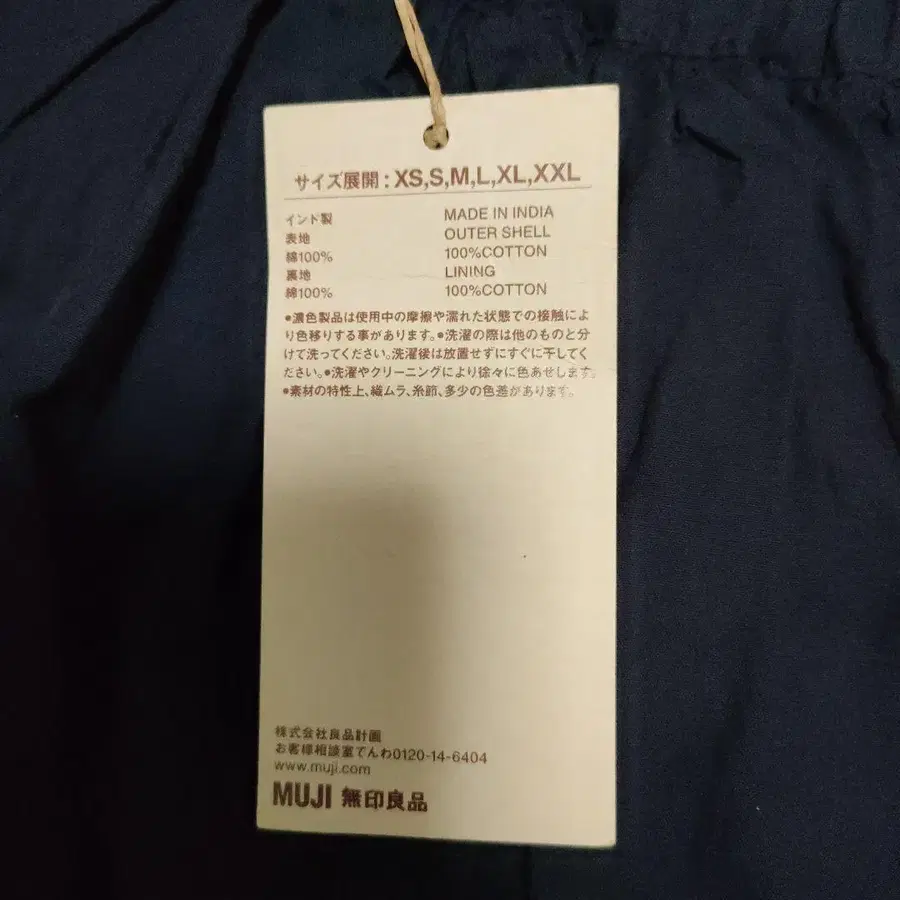 サイズ展開 : XS,S,M,L,XL,XXL
インド製 MADE IN INDIA
表地 OUTER SHELL
綿100% 100%COTTON
裏地 LINING
綿100% 100%COTTON
●濃色製品は使用中の摩擦や濡れた状態での接触によ
り色移りする事があります。●洗濯の際は他のものと分
けて洗ってください。洗濯後は放置せずにすぐに干してく
ださい。●洗濯やクリーニングにより徐々に色あせします。
●素材の特性上、織ムラ、糸節、多少の色差があります。
株式会社良品計画
お客様相談室でんわ0120-14-6404
www.muji.com
MUJI 無印良品